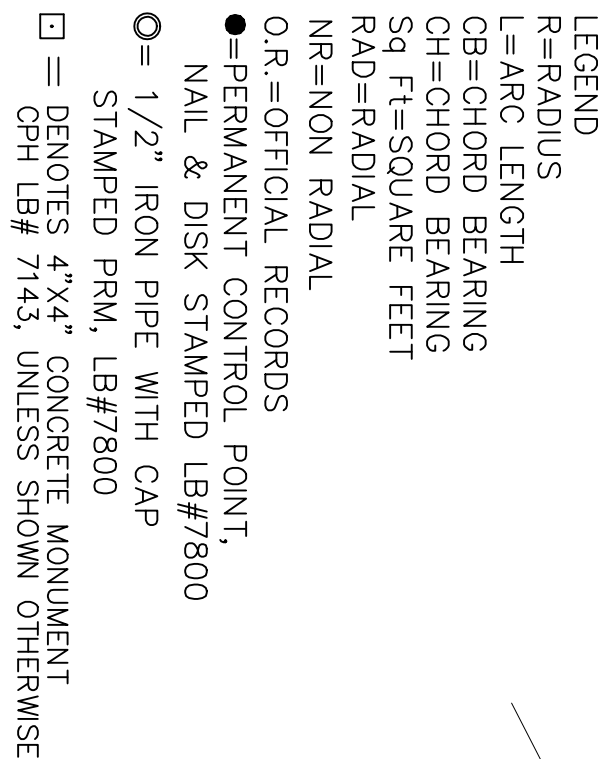 LEGEND
R=RADIUS
L=ARC LENGTH
CB=CHORD BEARING
CH=CHORD BEARING
Sq Ft=SQUARE FEET
RAD=RADIAL
NR=NON RADIAL
O.R.=OFFICIAL RECORDS
●=PERMANENT CONTROL POINT,
NAIL & DISK STAMPED LB#7800
◎= 1/2" IRON PIPE WITH CAP
STAMPED PRM, LB#7800
⊡ = DENOTES 4"X4" CONCRETE MONUMENT
CPH LB# 7143, UNLESS SHOWN OTHERWISE